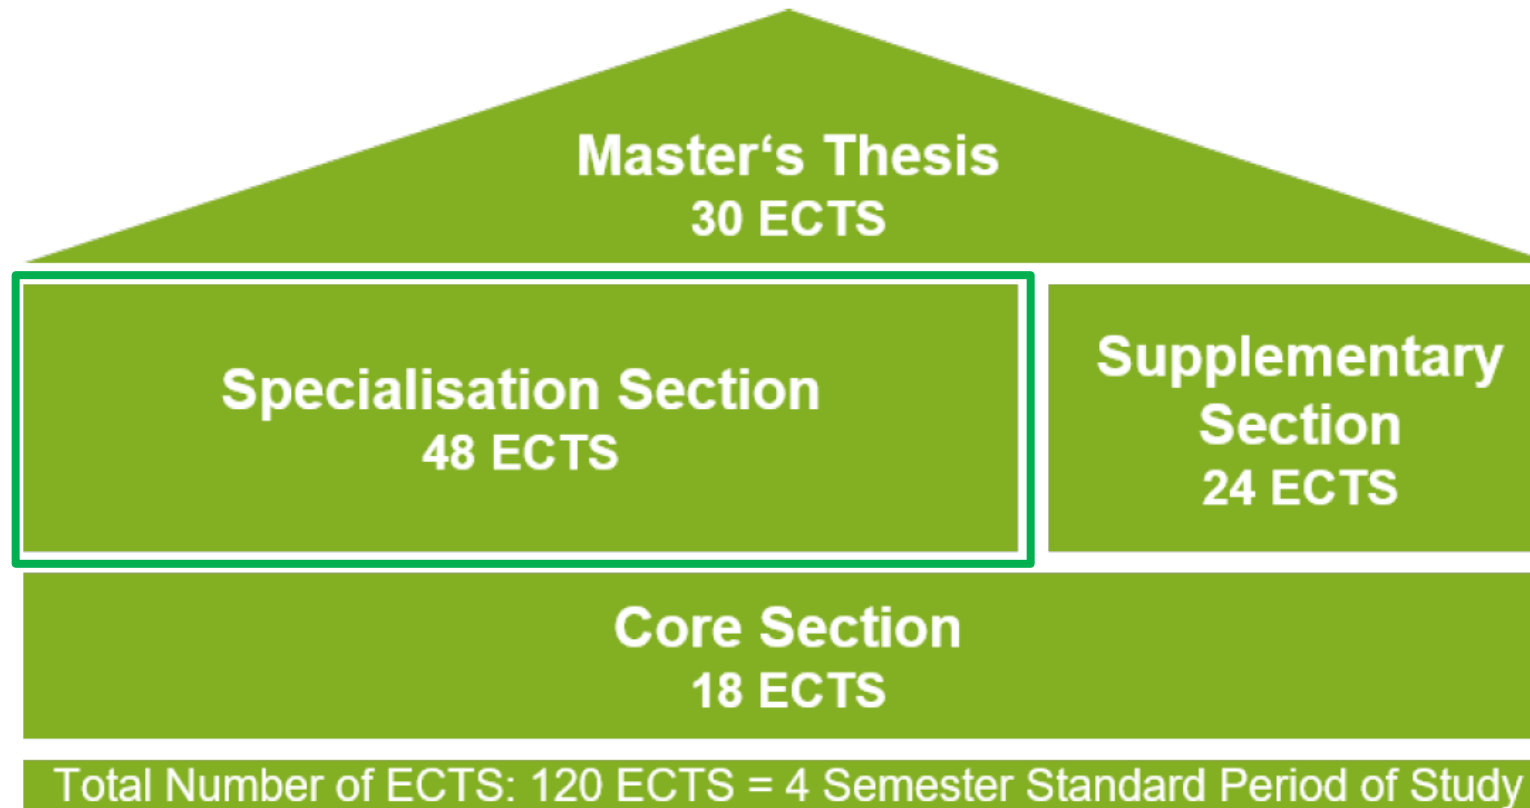 Master‘s Thesis
30 ECTS
Specialisation Section
48 ECTS
Supplementary
Section
24 ECTS
Core Section
18 ECTS
Total Number of ECTS: 120 ECTS = 4 Semester Standard Period of Study